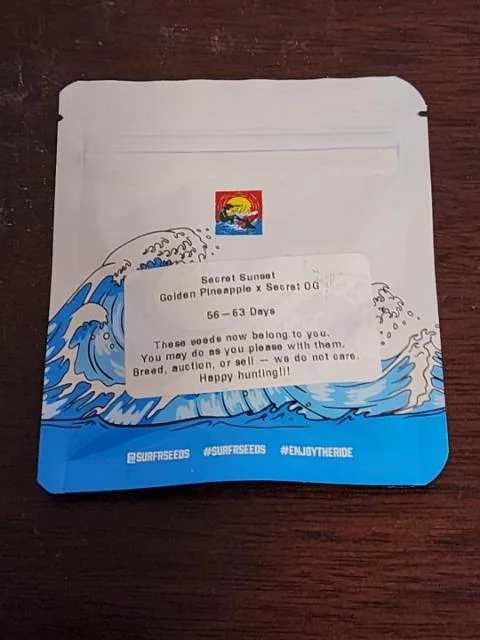 Secret Sunset
Golden Pineapple x Secret OG
56 – 63 Days
These seeds now belong to you.
You may do as you please with them.
Breed, auction, or sell – we do not care.
Happy hunting!!!
@SURFRSEEDS #SURFRSEEDS #ENJOYTHERIDE